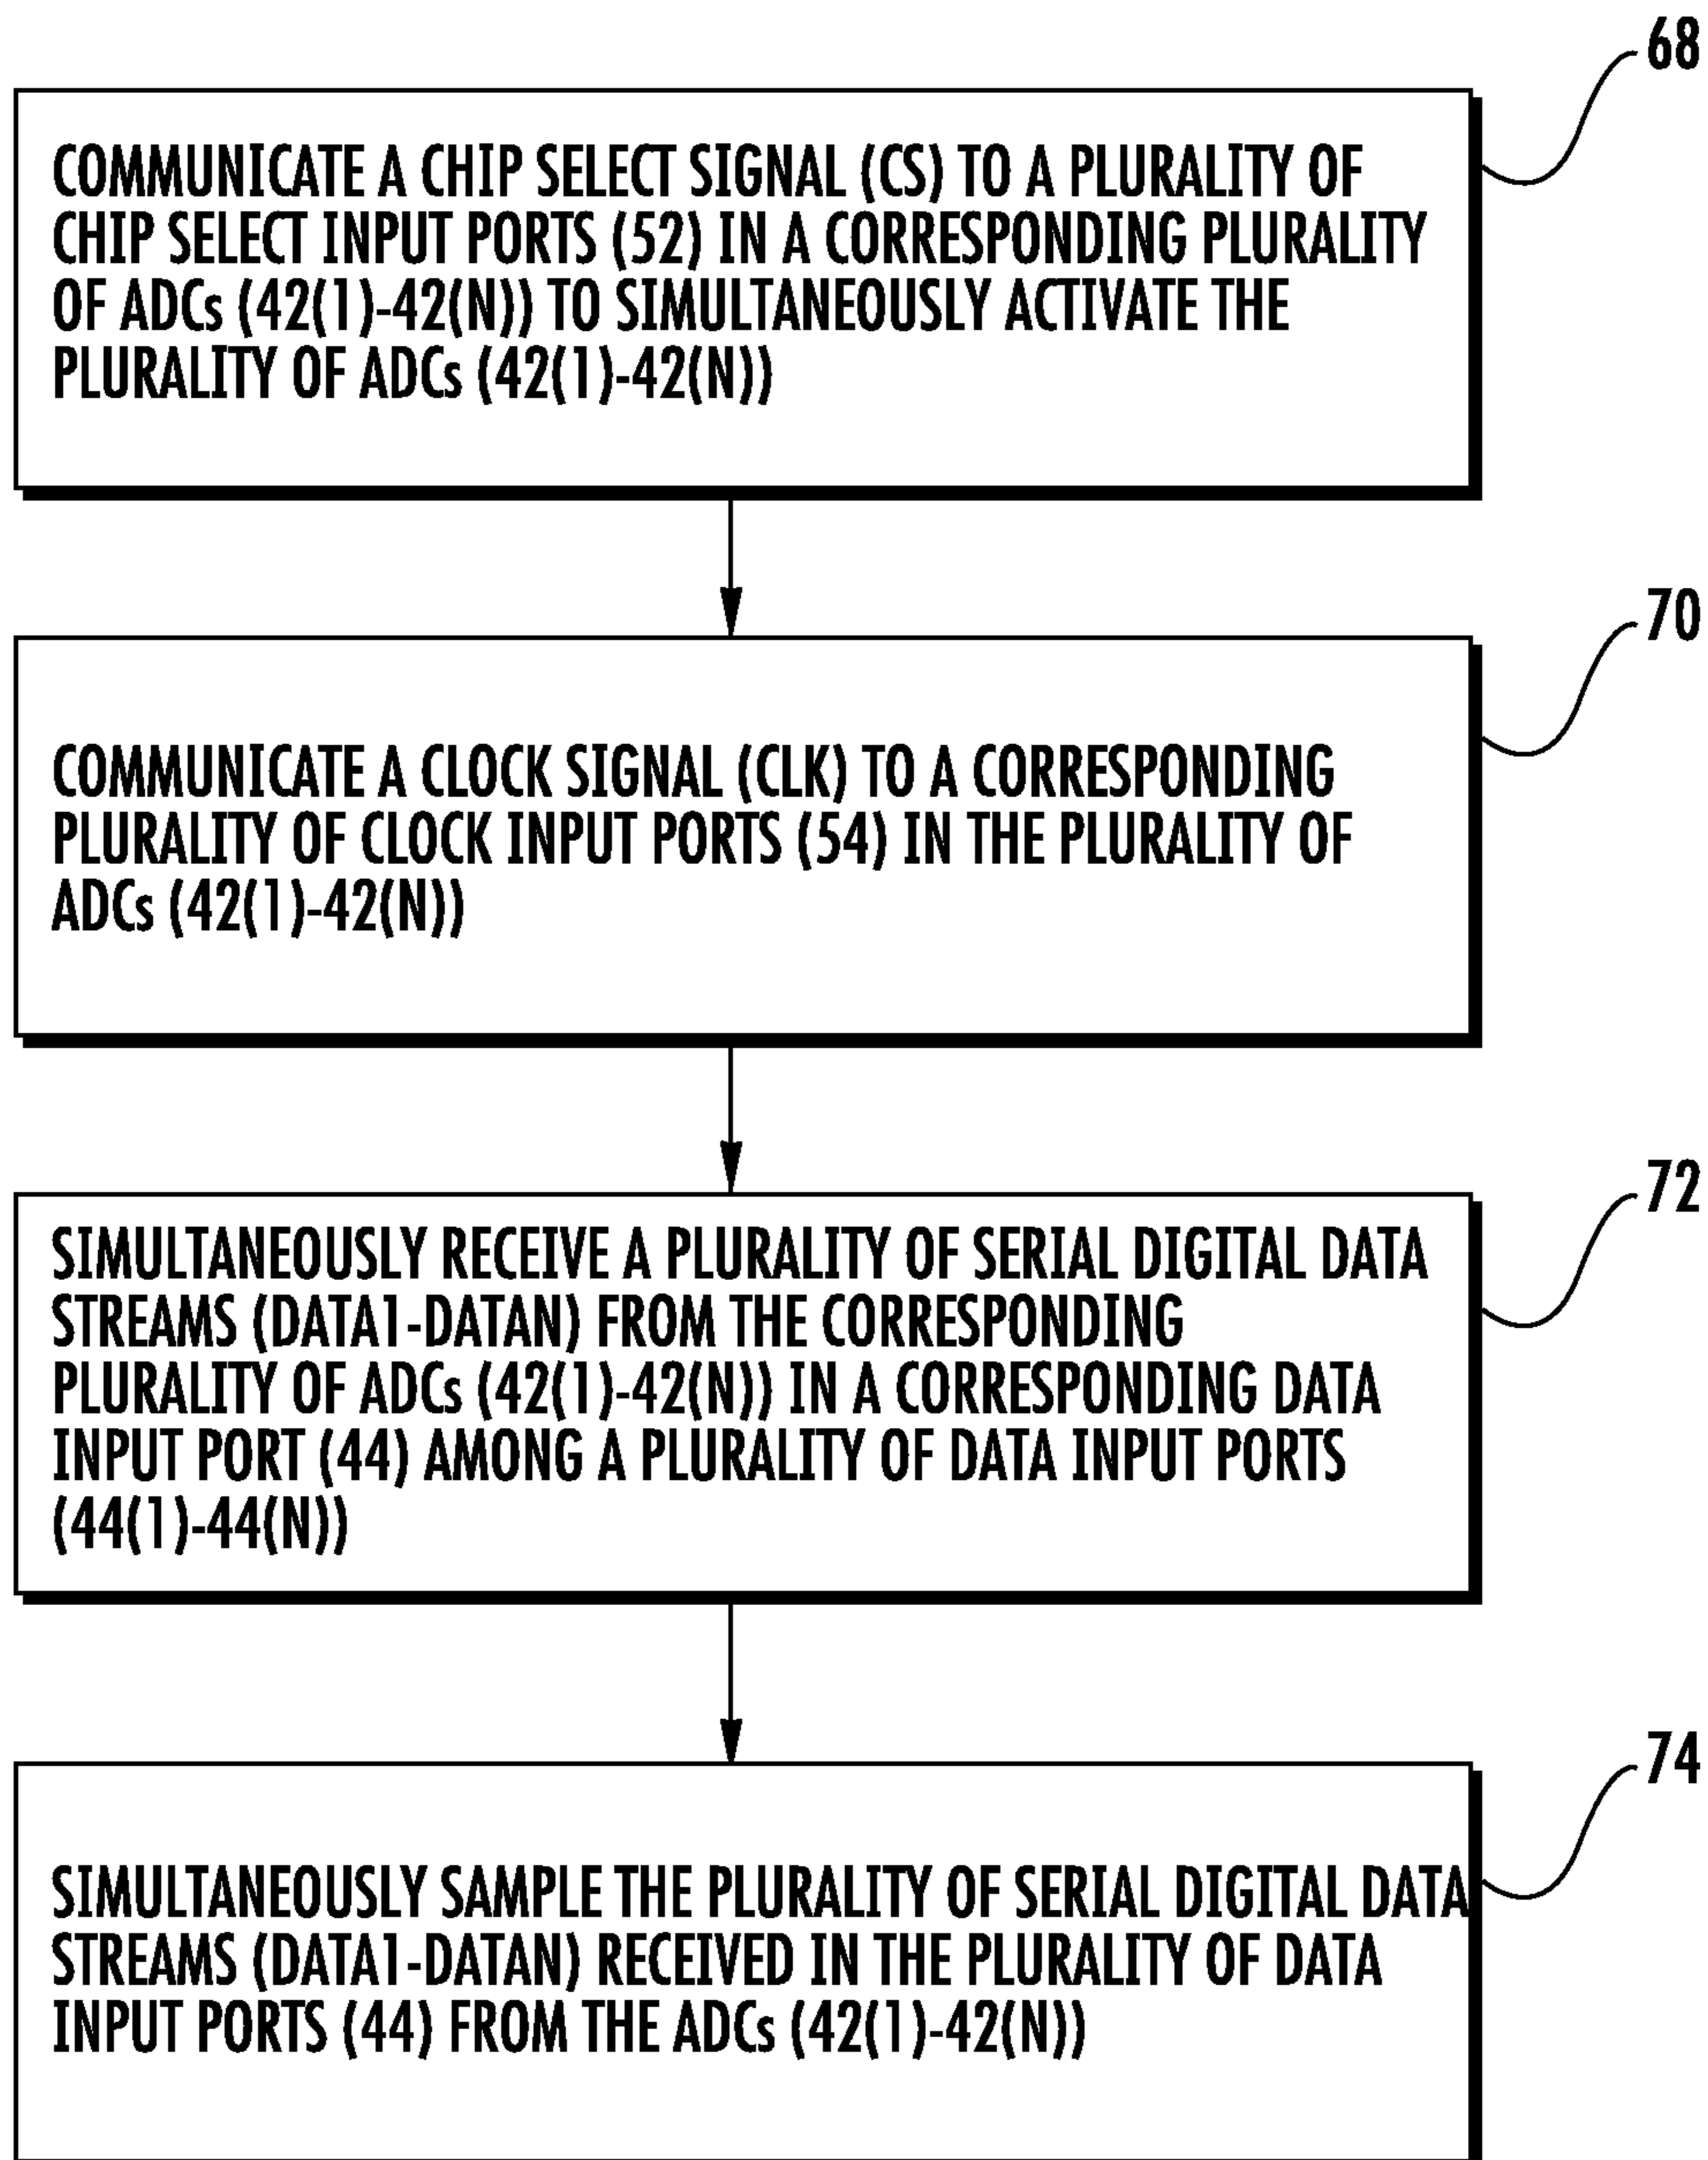 68
COMMUNICATE A CHIP SELECT SIGNAL (CS) TO A PLURALITY OF
CHIP SELECT INPUT PORTS (52) IN A CORRESPONDING PLURALITY
OF ADCs (42(1)-42(N)) TO SIMULTANEOUSLY ACTIVATE THE
PLURALITY OF ADCs (42(1)-42(N))
70
COMMUNICATE A CLOCK SIGNAL (CLK) TO A CORRESPONDING
PLURALITY OF CLOCK INPUT PORTS (54) IN THE PLURALITY OF
ADCs (42(1)-42(N))
72
SIMULTANEOUSLY RECEIVE A PLURALITY OF SERIAL DIGITAL DATA
STREAMS (DATA1-DATAN) FROM THE CORRESPONDING
PLURALITY OF ADCs (42(1)-42(N)) IN A CORRESPONDING DATA
INPUT PORT (44) AMONG A PLURALITY OF DATA INPUT PORTS
(44(1)-44(N))
74
SIMULTANEOUSLY SAMPLE THE PLURALITY OF SERIAL DIGITAL DATA
STREAMS (DATA1-DATAN) RECEIVED IN THE PLURALITY OF DATA
INPUT PORTS (44) FROM THE ADCs (42(1)-42(N))